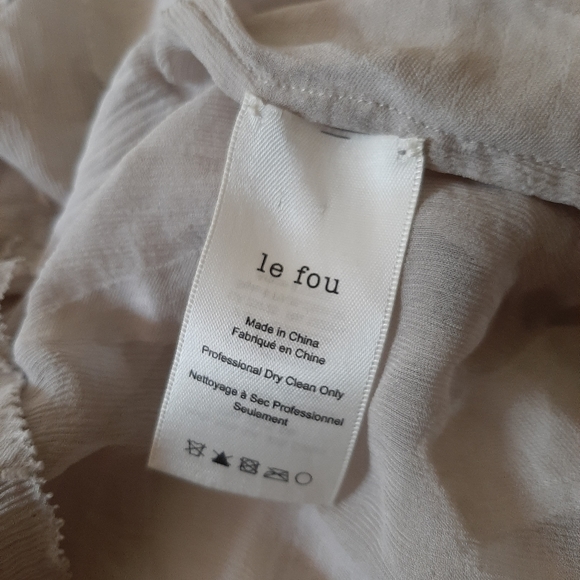 le fou
Made in China
Fabriqué en Chine
Professional Dry Clean Only
Nettoyage à Sec Professionnel
Seulement